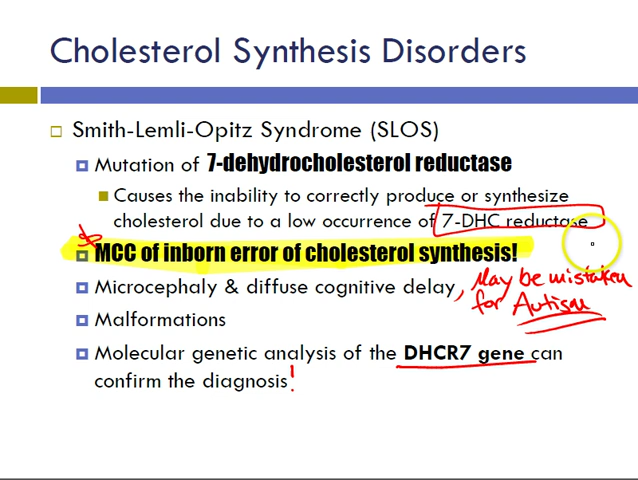 Cholesterol Synthesis Disorders
Smith-Lemli-Opitz Syndrome (SLOS)
Mutation of 7-dehydrocholesterol reductase
Causes the inability to correctly produce or synthesize
cholesterol due to a low occurrence of 7-DHC reductase
MCC of inborn error of cholesterol synthesis!
Microcephaly & diffuse cognitive delay, May be mistaken
for Autism
Malformations
Molecular genetic analysis of the DHCR7 gene can
confirm the diagnosis!